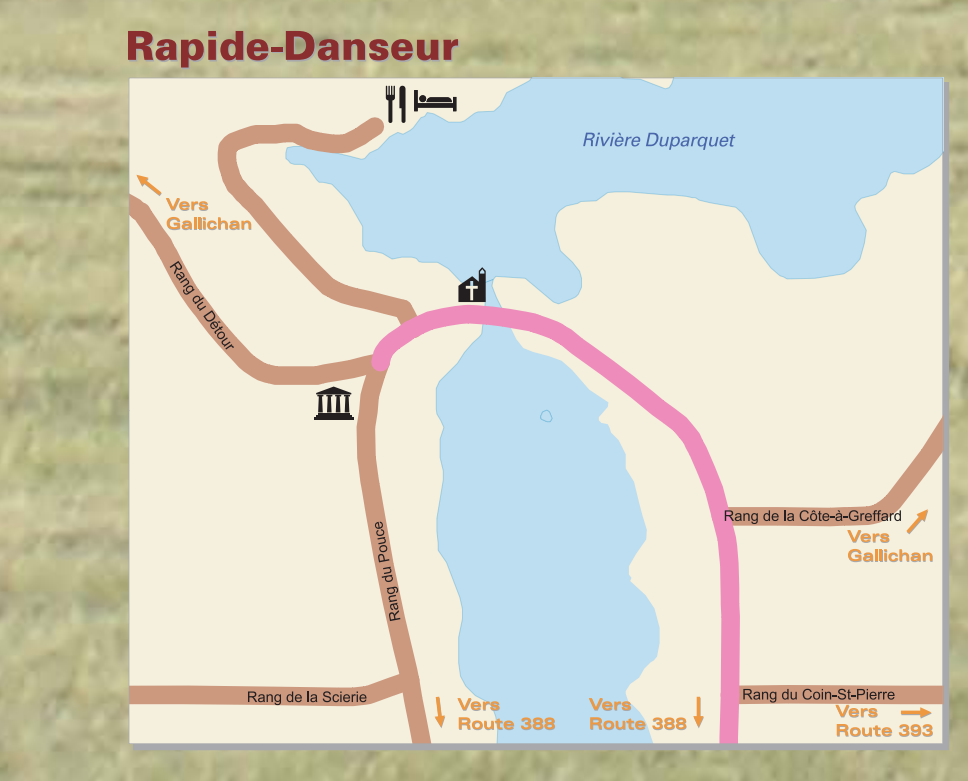 Rapide-Danseur
Rivière Duparquet
Vers
Gallichan
Rang du Détour
Rang de la Côte-à-Greffard
Vers
Gallichan
Rang du Pouce
Rang de la Scierie
Rang du Coin-St-Pierre
Vers
Route 388
Vers
Route 388
Vers
Route 393